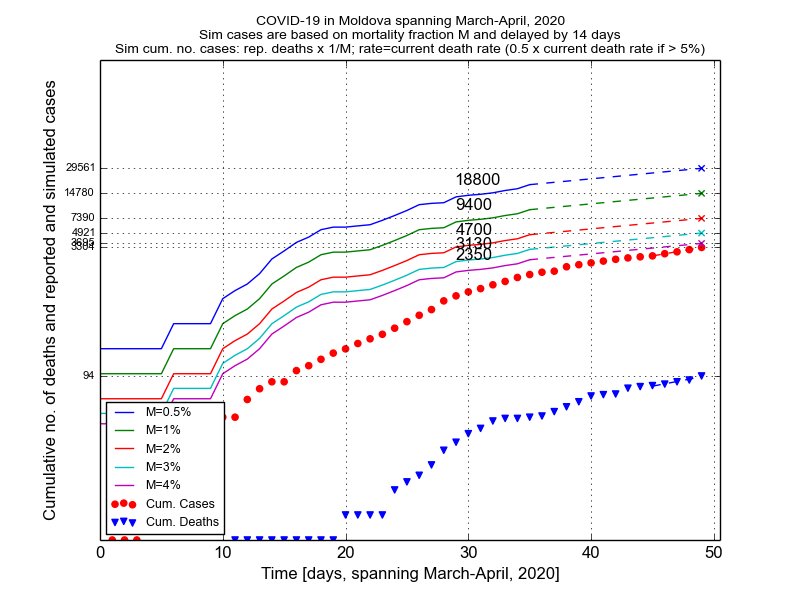 COVID-19 in Moldova spanning March-April, 2020
Sim cases are based on mortality fraction M and delayed by 14 days
Sim cum. no. cases: rep. deaths x 1/M; rate=current death rate (0.5 x current death rate if > 5%)
Cumulative no. of deaths and reported and simulated cases
29561
14780
7390
4921
3695
3304
94
18800
9400
4700
3130
2350
M=0.5%
M=1%
M=2%
M=3%
M=4%
Cum. Cases
Cum. Deaths
0 10 20 30 40 50
Time [days, spanning March-April, 2020]